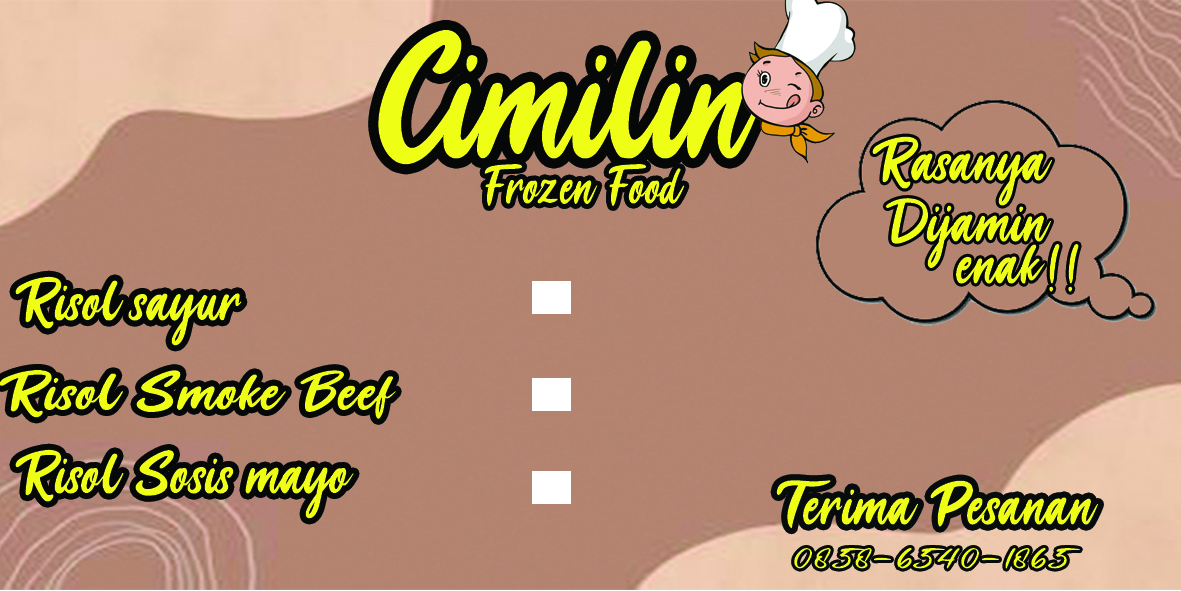 Cimilin
Frozen Food
Rasanya
Dijamin
enak!!
Risol sayur
Risol Smoke Beef
Risol Sosis mayo
Terima Pesanan
0858-6540-1865